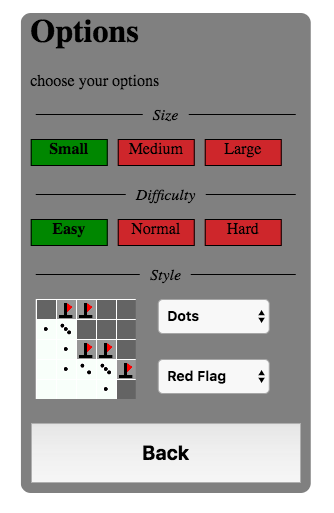 Options
choose your options
Size
Small Medium Large
Difficulty
Easy Normal Hard
Style
Dots
Red Flag
Back